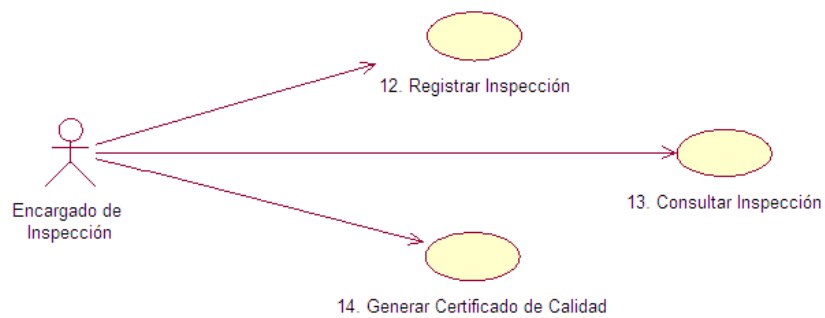 12. Registrar Inspección
Encargado de
Inspección
13. Consultar Inspección
14. Generar Certificado de Calidad